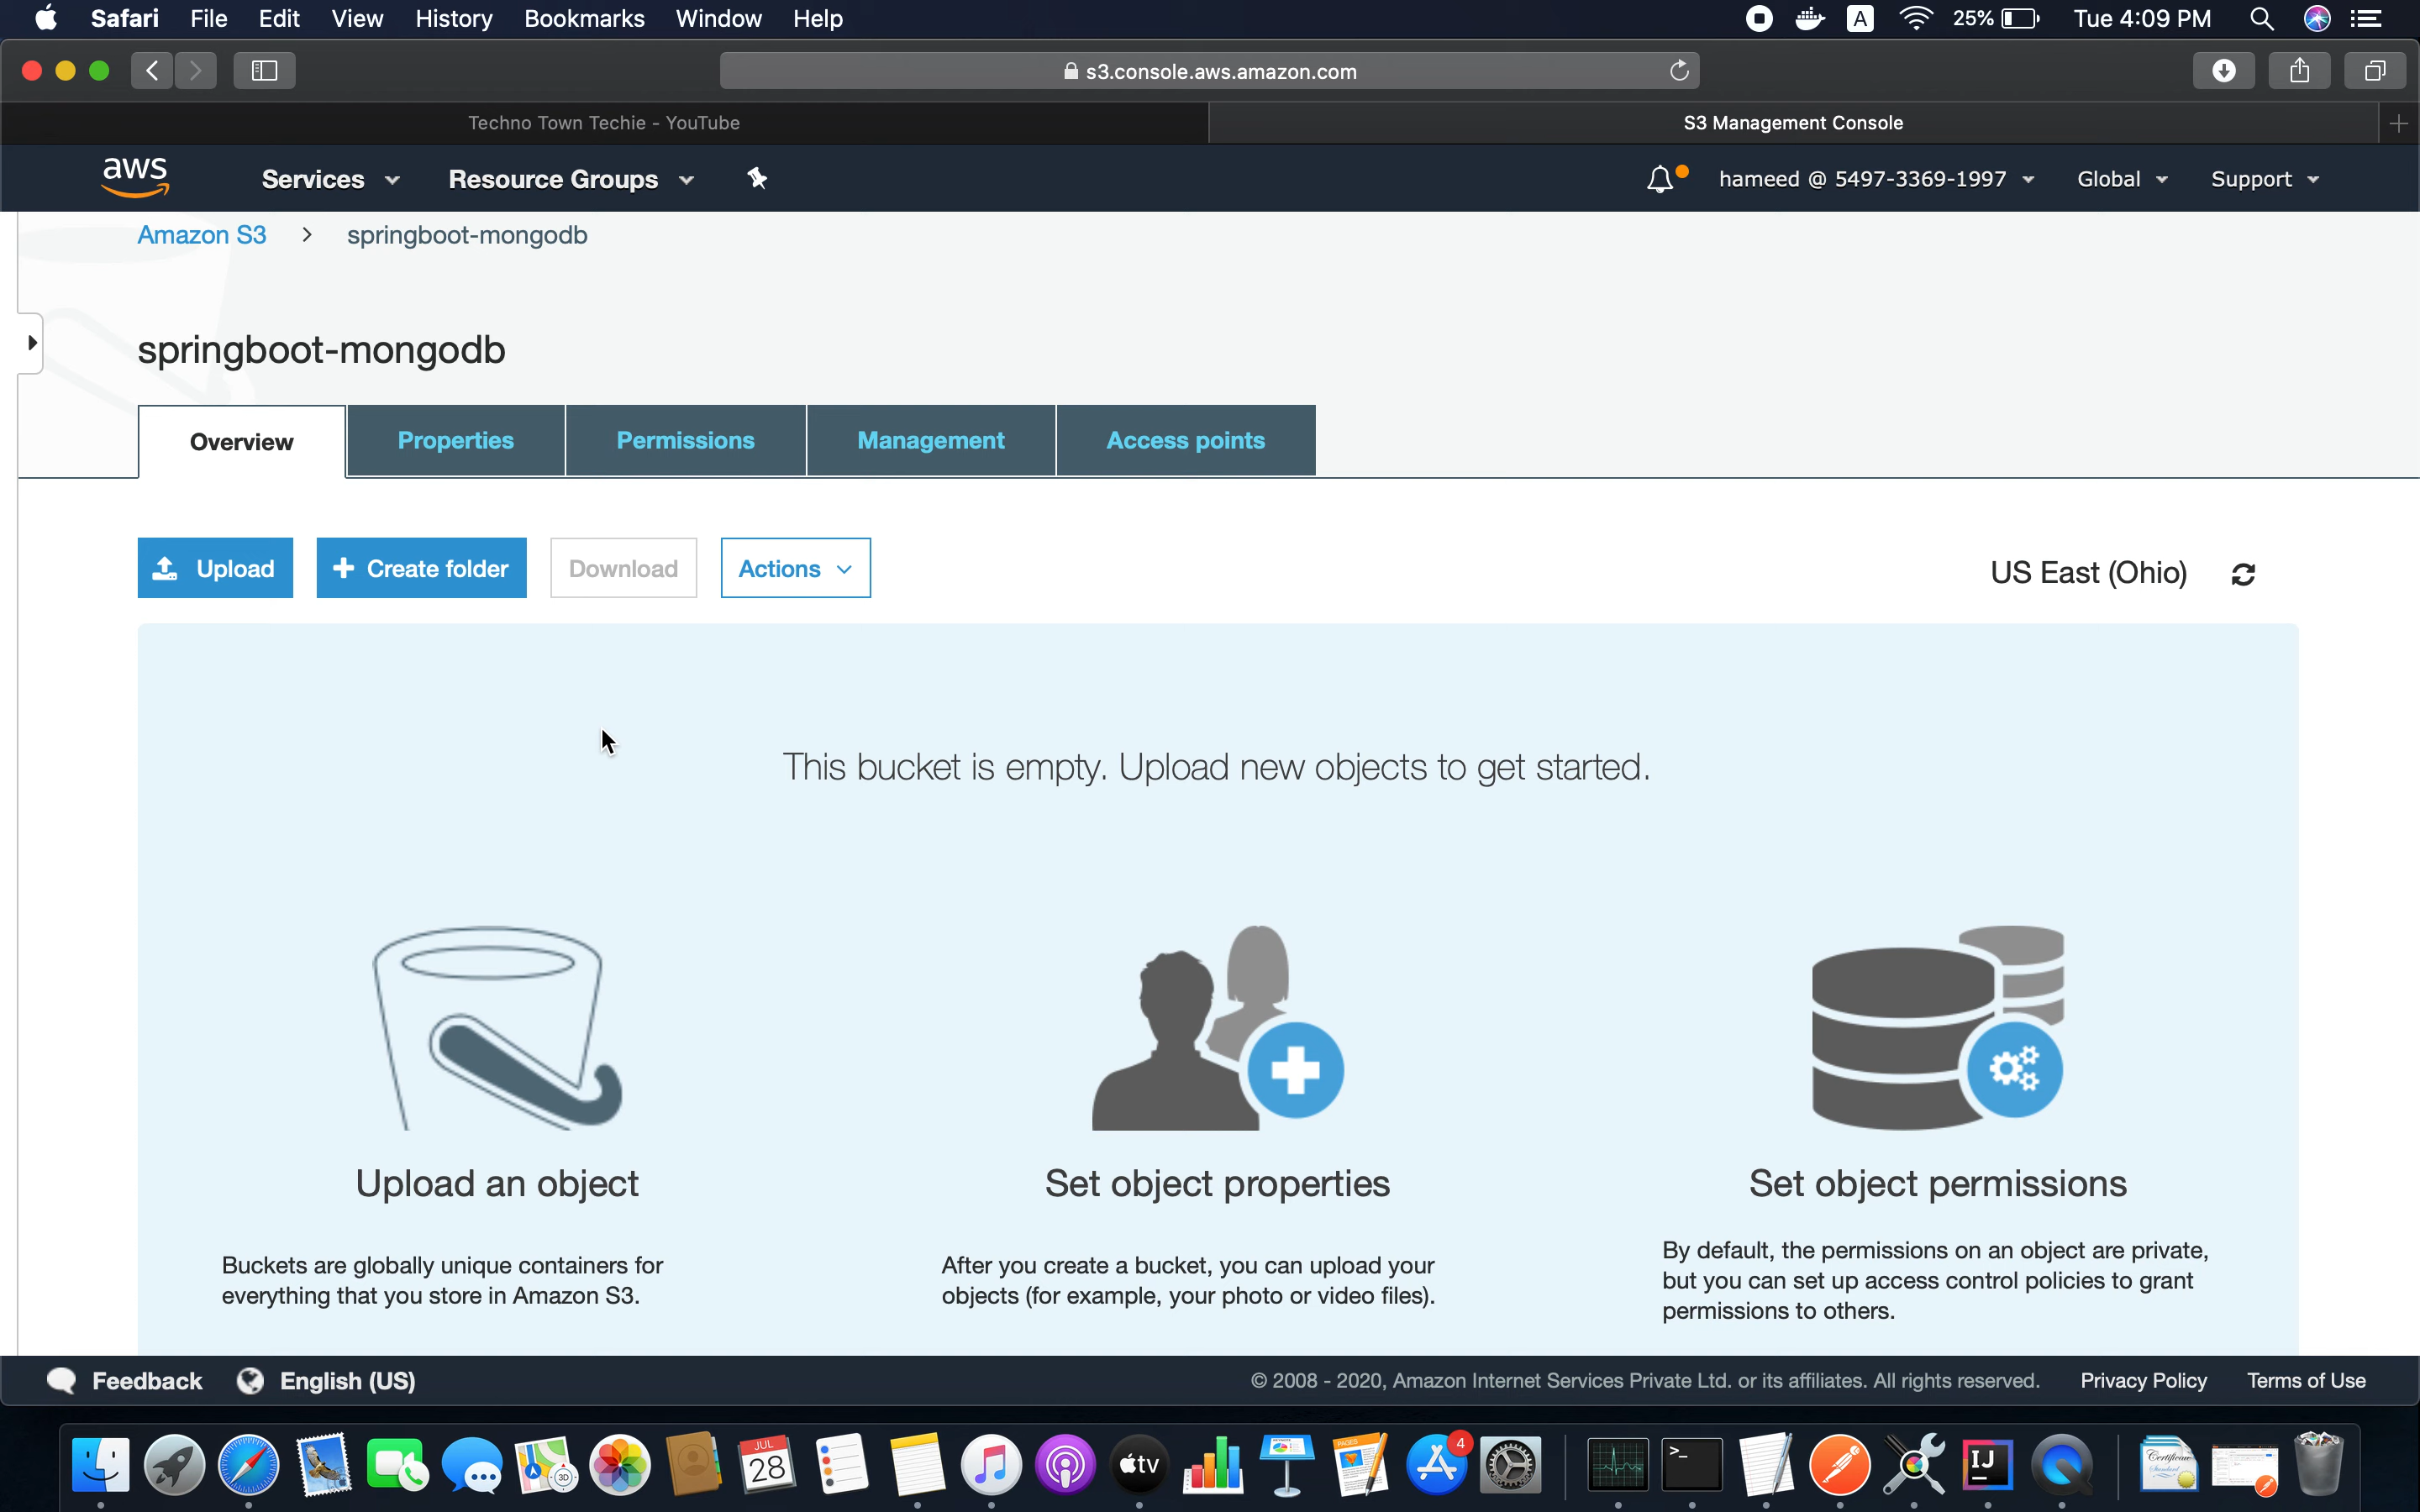 Safari File Edit View History Bookmarks Window Help
A 25% Tue 4:09 PM
s3.console.aws.amazon.com
Techno Town Techie - YouTube
S3 Management Console
aws Services Resource Groups hameed @ 5497-3369-1997 Global Support
Amazon S3 > springboot-mongodb
springboot-mongodb
Overview Properties Permissions Management Access points
Upload Create folder Download Actions US East (Ohio)
This bucket is empty. Upload new objects to get started.
Upload an object
Buckets are globally unique containers for
everything that you store in Amazon S3.
Set object properties
After you create a bucket, you can upload your
objects (for example, your photo or video files).
Set object permissions
By default, the permissions on an object are private,
but you can set up access control policies to grant
permissions to others.
Feedback English (US) © 2008 - 2020, Amazon Internet Services Private Ltd. or its affiliates. All rights reserved. Privacy Policy Terms of Use
3D
JUL
28
tv
PAGES
4
>_
IJ